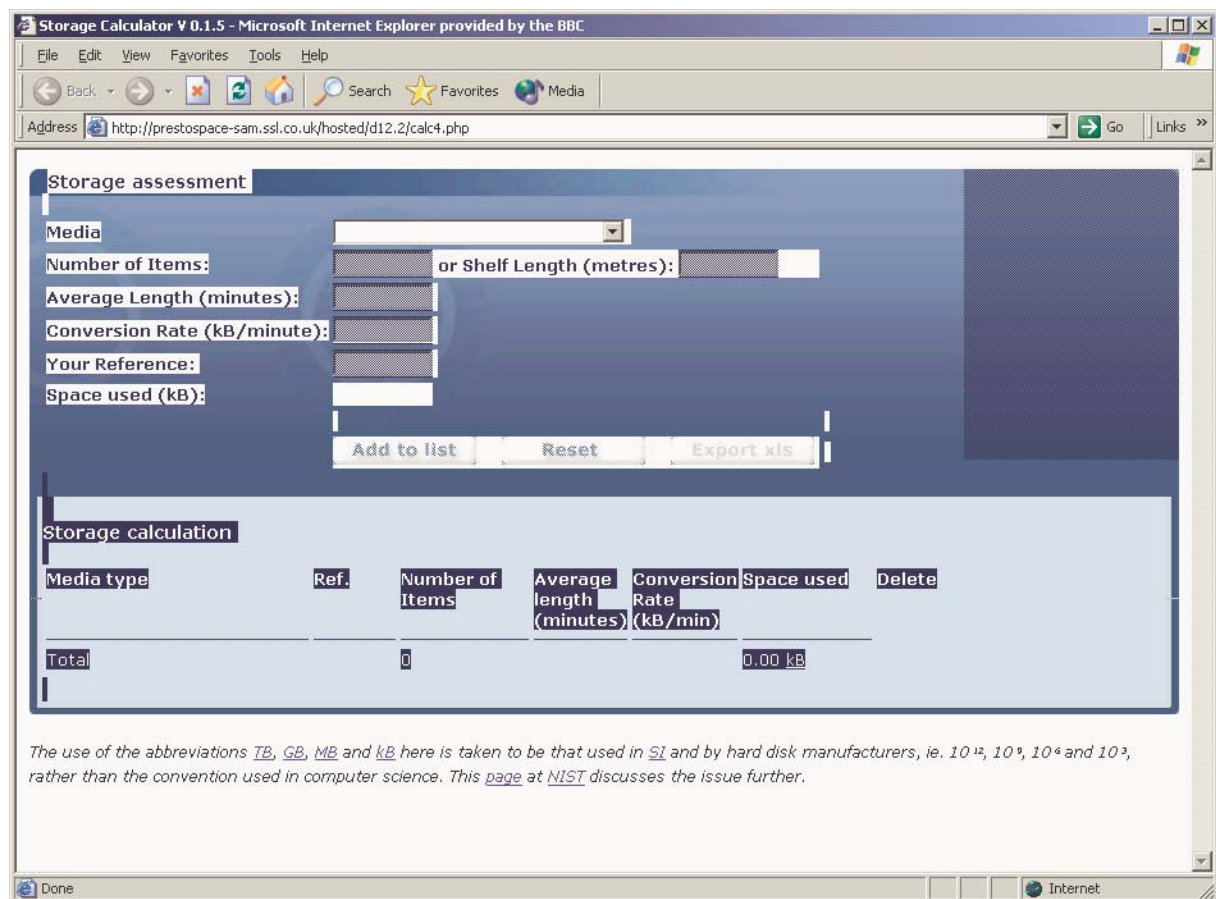 Storage Calculator V 0.1.5 - Microsoft Internet Explorer provided by the BBC
File Edit View Favorites Tools Help
Back Search Favorites Media
Address http://prestospace-sam.ssl.co.uk/hosted/d12.2/calc4.php Go Links »
Storage assessment
Media
Number of Items: or Shelf Length (metres):
Average Length (minutes):
Conversion Rate (kB/minute):
Your Reference:
Space used (kB):
Add to list Reset Export xls
Storage calculation
Media type Ref. Number of Items Average length (minutes) Conversion Rate (kB/min) Space used Delete
Total 0 0.00 kB
The use of the abbreviations TB, GB, MB and kB here is taken to be that used in SI and by hard disk manufacturers, ie. 10¹², 10⁹, 10⁶ and 10³,
rather than the convention used in computer science. This page at NIST discusses the issue further.
Done Internet